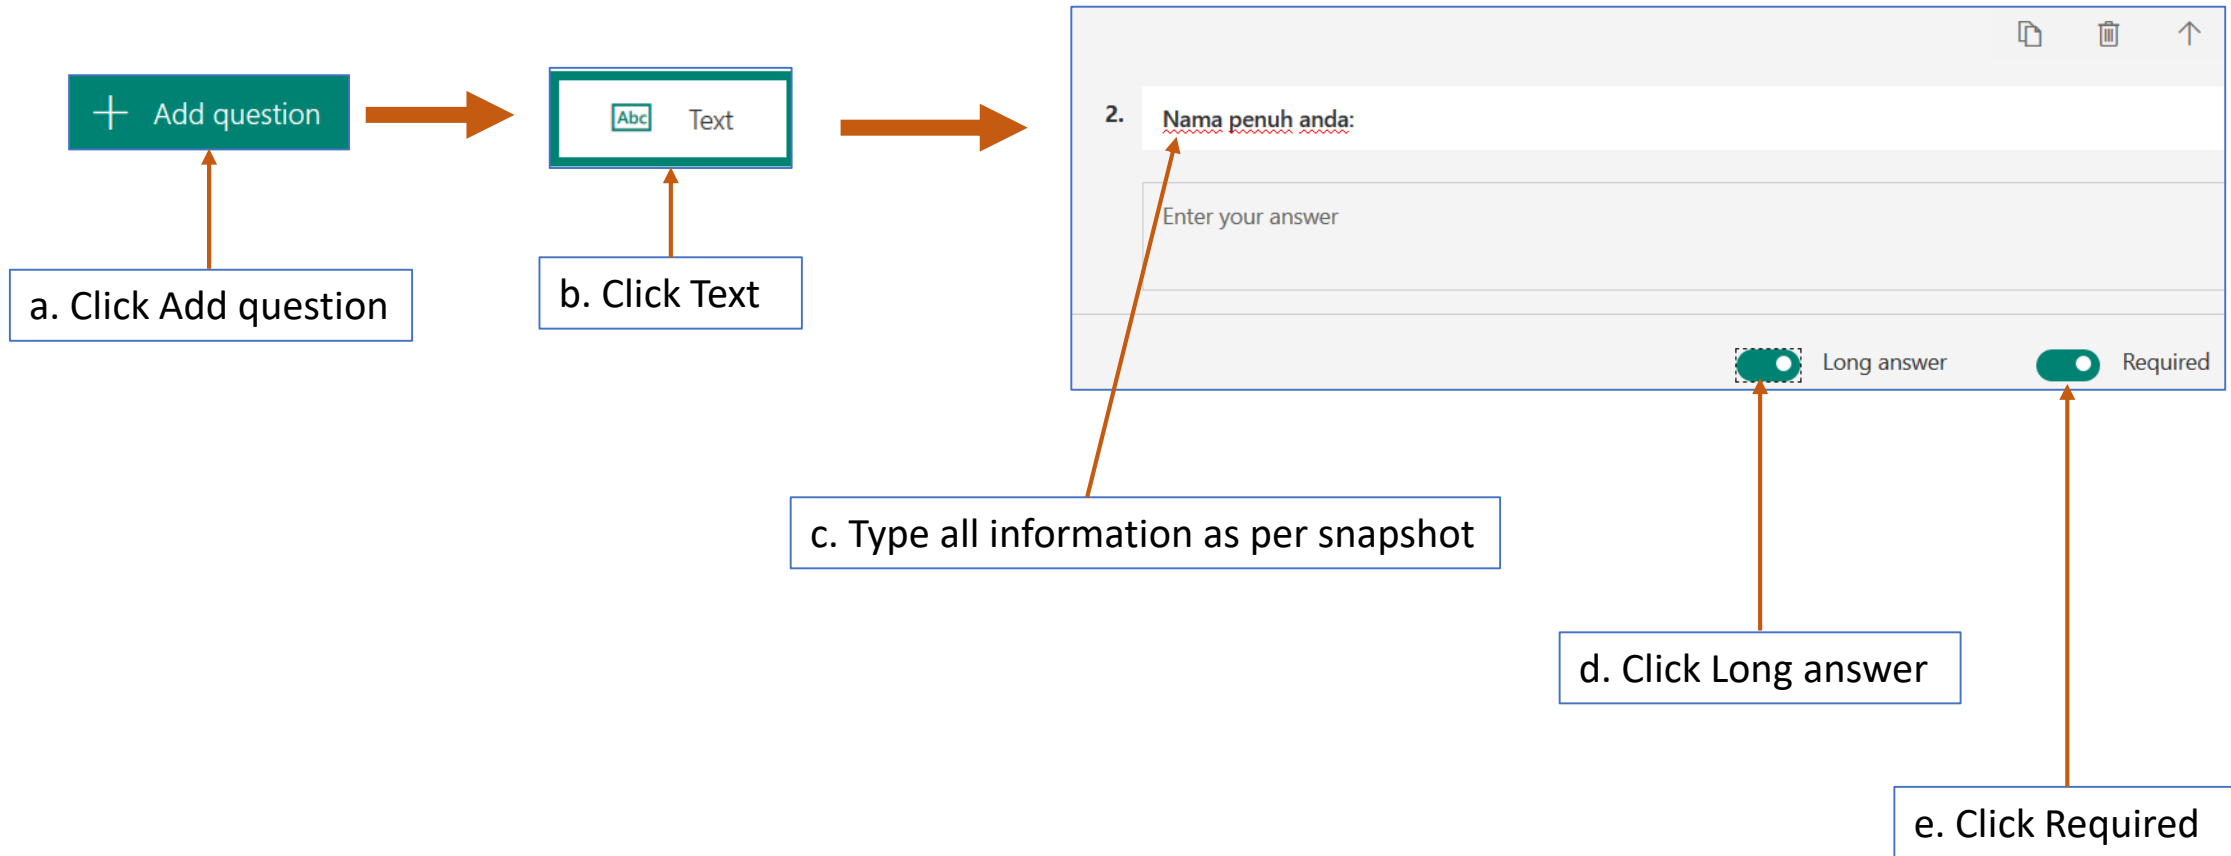 Add question
Abc Text
2. Nama penuh anda:
Enter your answer
Long answer Required
a. Click Add question
b. Click Text
c. Type all information as per snapshot
d. Click Long answer
e. Click Required